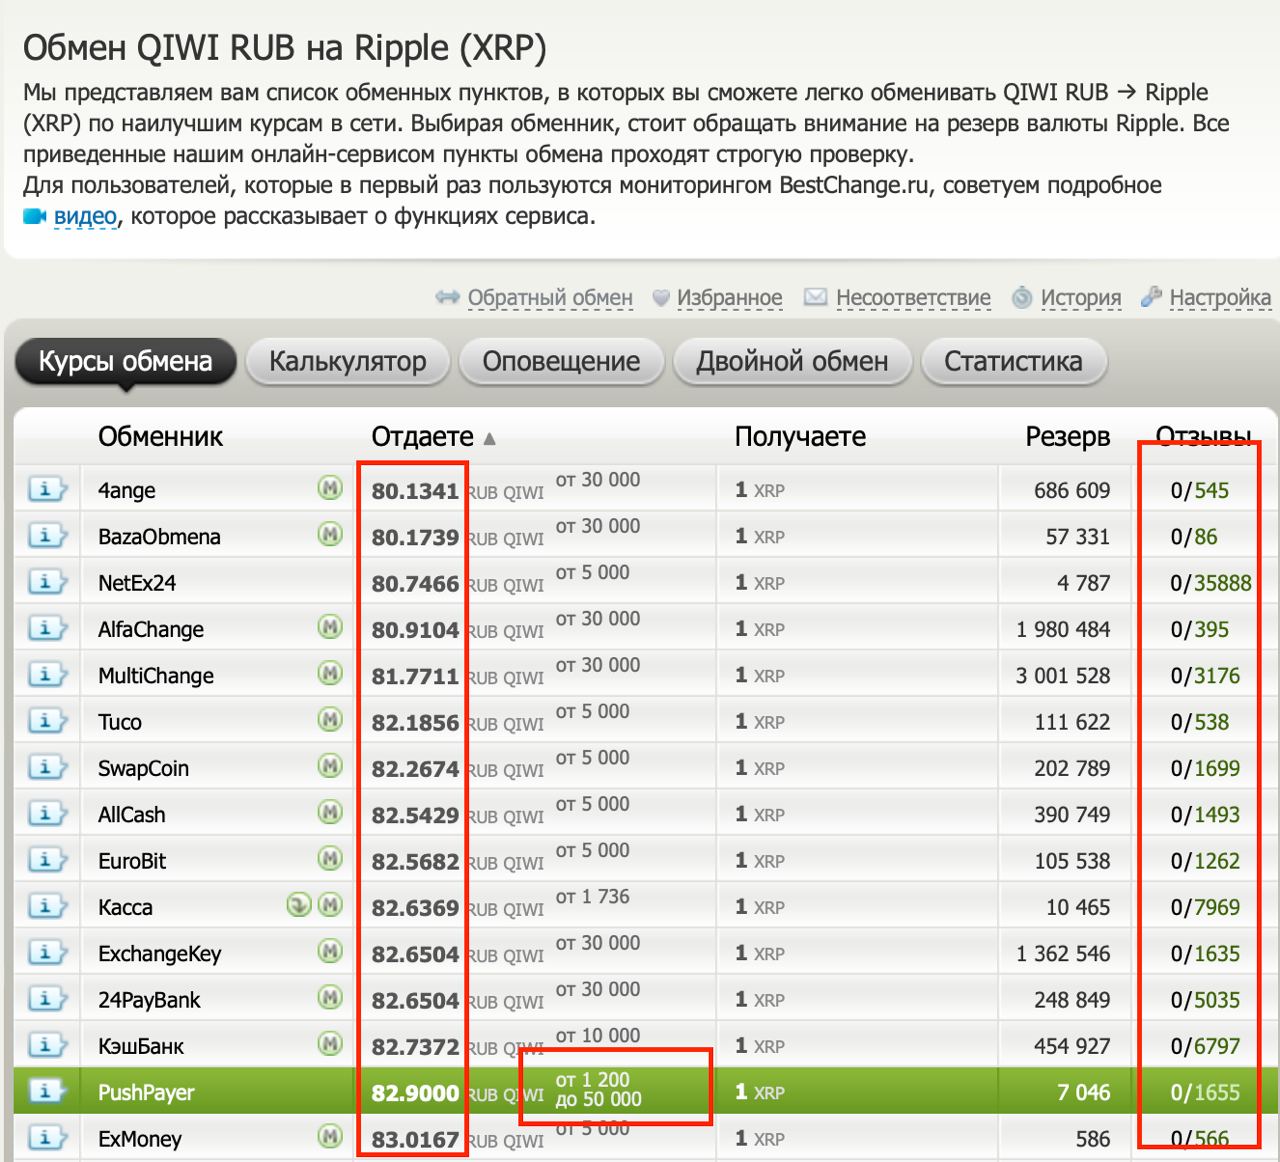 Обмен QIWI RUB на Ripple (XRP)
Мы представляем вам список обменных пунктов, в которых вы сможете легко обменивать QIWI RUB → Ripple
(XRP) по наилучшим курсам в сети. Выбирая обменник, стоит обращать внимание на резерв валюты Ripple. Все
приведенные нашим онлайн-сервисом пункты обмена проходят строгую проверку.
Для пользователей, которые в первый раз пользуются мониторингом BestChange.ru, советуем подробное
видео, которое рассказывает о функциях сервиса.
Обратный обмен Избранное Несоответствие История Настройка
Курсы обмена Калькулятор Оповещение Двойной обмен Статистика
Обменник Отдаете ▲ Получаете Резерв Отзывы
i 4ange M 80.1341 RUB QIWI от 30 000 1 XRP 686 609 0/545
i BazaObmena M 80.1739 RUB QIWI от 30 000 1 XRP 57 331 0/86
i NetEx24 80.7466 RUB QIWI от 5 000 1 XRP 4 787 0/35888
i AlfaChange M 80.9104 RUB QIWI от 30 000 1 XRP 1 980 484 0/395
i MultiChange M 81.7711 RUB QIWI от 30 000 1 XRP 3 001 528 0/3176
i Tuco M 82.1856 RUB QIWI от 5 000 1 XRP 111 622 0/538
i SwapCoin M 82.2674 RUB QIWI от 5 000 1 XRP 202 789 0/1699
i AllCash M 82.5429 RUB QIWI от 5 000 1 XRP 390 749 0/1493
i EuroBit M 82.5682 RUB QIWI от 5 000 1 XRP 105 538 0/1262
i Касса M 82.6369 RUB QIWI от 1 736 1 XRP 10 465 0/7969
i ExchangeKey M 82.6504 RUB QIWI от 30 000 1 XRP 1 362 546 0/1635
i 24PayBank M 82.6504 RUB QIWI от 30 000 1 XRP 248 849 0/5035
i КэшБанк M 82.7372 RUB QIWI от 10 000 1 XRP 454 927 0/6797
i PushPayer 82.9000 RUB QIWI от 1 200 до 50 000 1 XRP 7 046 0/1655
i ExMoney M 83.0167 RUB QIWI от 5 000 1 XRP 586 0/566